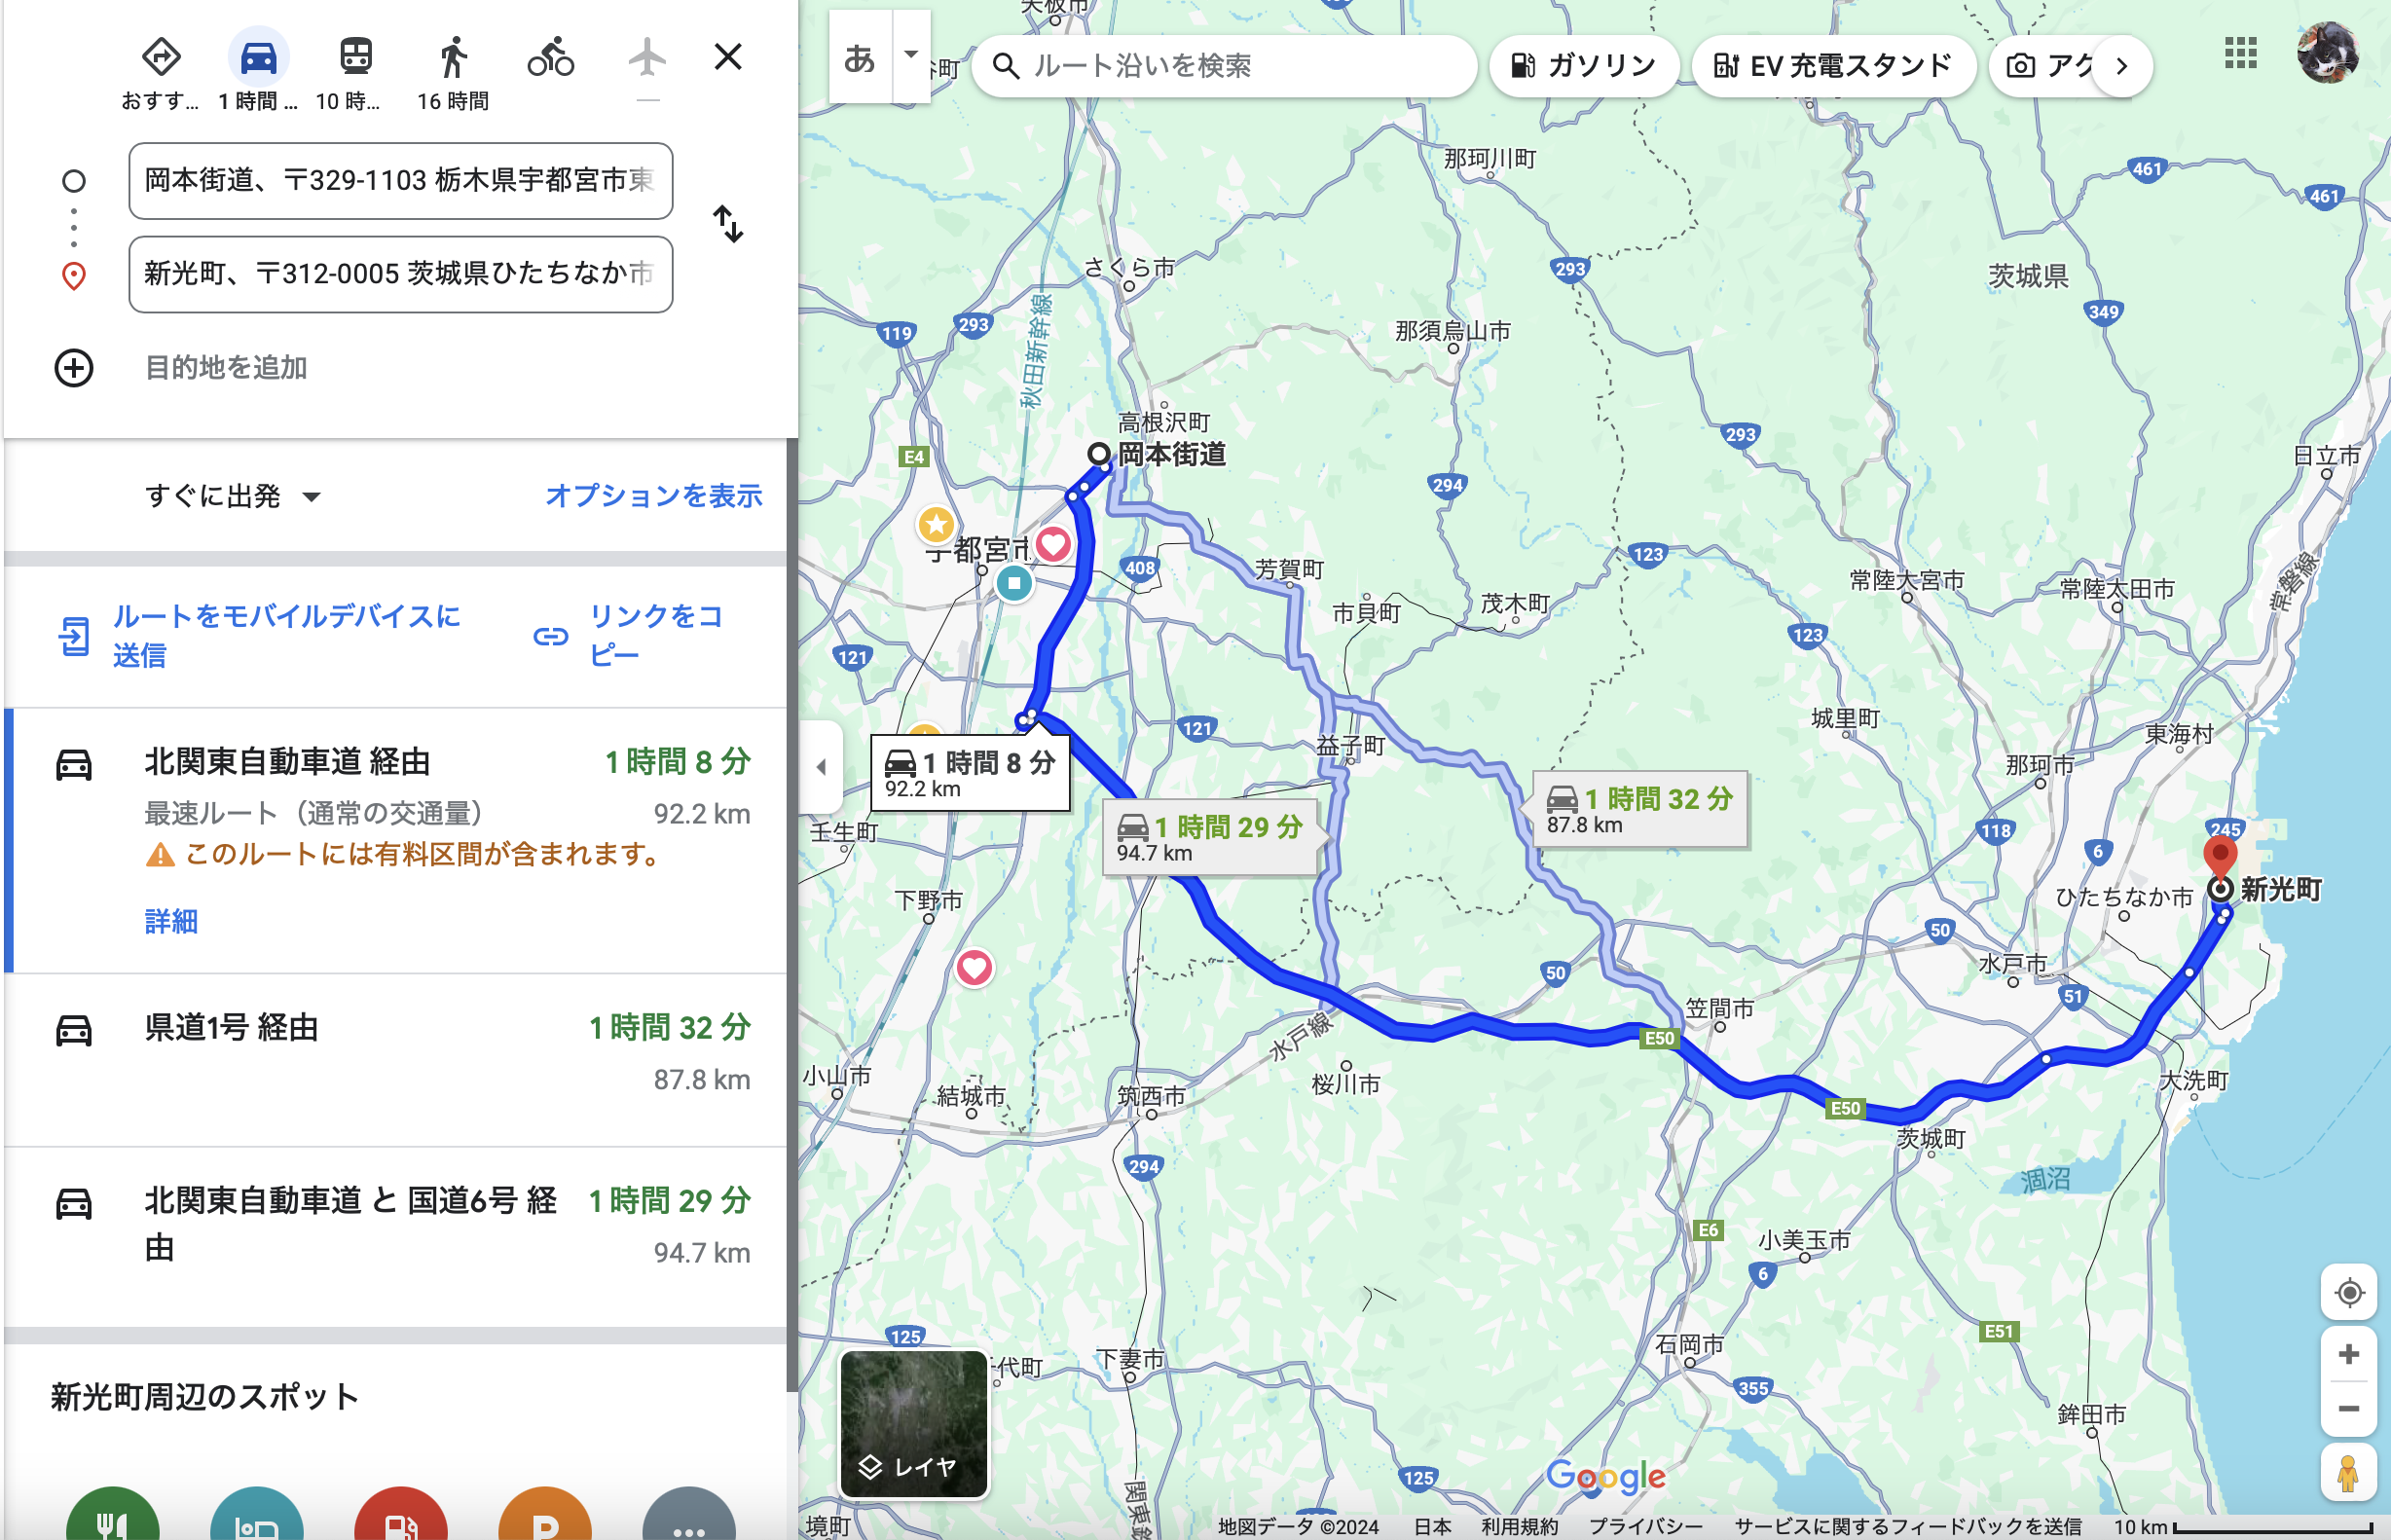 おすす...
1 時間 ...
10 時...
16 時間
—
岡本街道、〒329-1103 栃木県宇都宮市東
新光町、〒312-0005 茨城県ひたちなか市
目的地を追加
すぐに出発
オプションを表示
ルートをモバイルデバイスに
送信
リンクをコ
ピー
北関東自動車道 経由
1 時間 8 分
最速ルート（通常の交通量）
92.2 km
このルートには有料区間が含まれます。
詳細
県道1号 経由
1 時間 32 分
87.8 km
北関東自動車道 と 国道6号 経
由
1 時間 29 分
94.7 km
新光町周辺のスポット
P
あ
ルート沿いを検索
ガソリン
EV 充電スタンド
アク
矢板市
谷町
那珂川町
461
461
さくら市
293
茨城県
349
119
293
秋田新幹線
那須烏山市
高根沢町
岡本街道
293
E4
294
日立市
宇都宮市
408
芳賀町
123
市貝町
茂木町
常陸大宮市
常陸太田市
常磐線
121
123
121
益子町
城里町
東海村
那珂市
1 時間 8 分
92.2 km
1 時間 29 分
94.7 km
1 時間 32 分
87.8 km
壬生町
118
6
245
新光町
下野市
ひたちなか市
50
50
水戸市
51
笠間市
水戸線
E50
小山市
結城市
筑西市
桜川市
大洗町
E50
茨城町
294
涸沼
E6
小美玉市
6
125
E51
石岡市
代町
下妻市
355
鉾田市
レイヤ
125
Google
関東鉄
境町
地図データ ©2024
日本
利用規約
プライバシー
サービスに関するフィードバックを送信
10 km